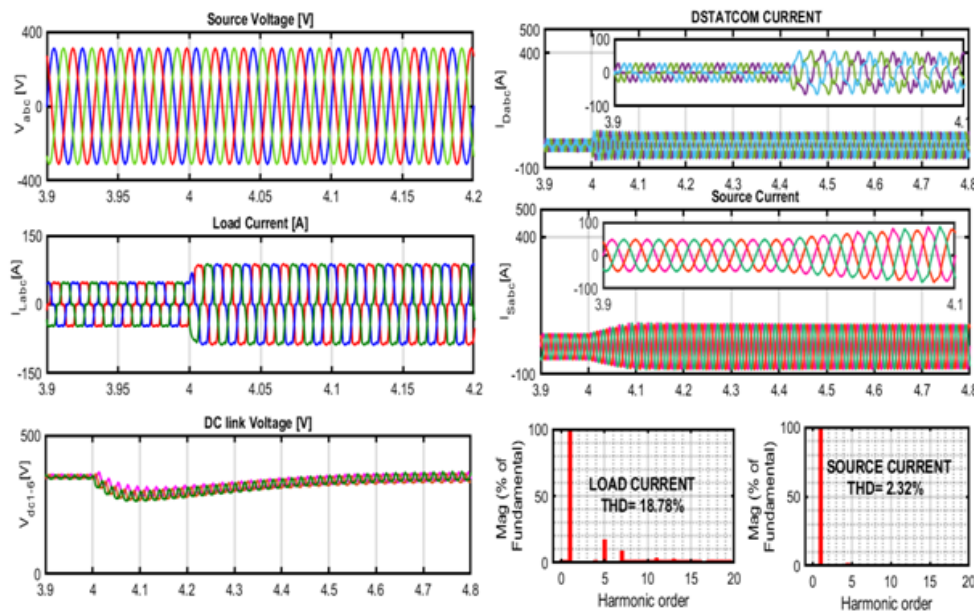 Source Voltage [V]
400
0
-400
V abc [V]
3.9 3.95 4 4.05 4.1 4.15 4.2
DSTATCOM CURRENT
500
400
-100
I Dabc [A]
100
0
-100
3.9 4.1
3.9 4 4.1 4.2 4.3 4.4 4.5 4.6 4.7 4.8
Load Current [A]
150
0
-150
I Labc [A]
3.9 3.95 4 4.05 4.1 4.15 4.2
Source Current
500
400
-100
I Sabc [A]
100
0
-100
3.9 4.1
3.9 4 4.1 4.2 4.3 4.4 4.5 4.6 4.7 4.8
DC link Voltage [V]
500
0
V dc1-6 [V]
3.9 4 4.1 4.2 4.3 4.4 4.5 4.6 4.7 4.8
100
50
0
Mag (% of
Fundamental)
LOAD CURRENT
THD= 18.78%
0 5 10 15 20
Harmonic order
100
50
0
Mag (% of
Fundamental)
SOURCE CURRENT
THD= 2.32%
0 5 10 15 20
Harmonic order